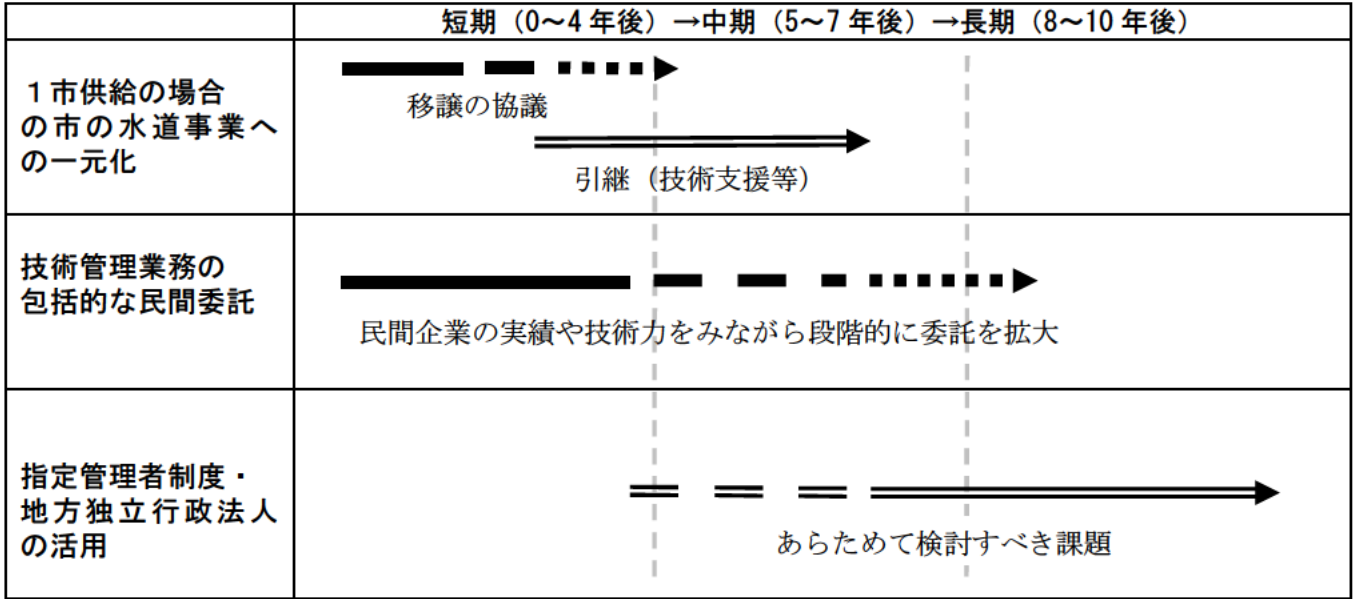 短期（0～4 年後）→中期（5～7 年後）→長期（8～10 年後）
１市供給の場合
の市の水道事業へ
の一元化
移譲の協議
引継（技術支援等）
技術管理業務の
包括的な民間委託
民間企業の実績や技術力をみながら段階的に委託を拡大
指定管理者制度・
地方独立行政法人
の活用
あらためて検討すべき課題